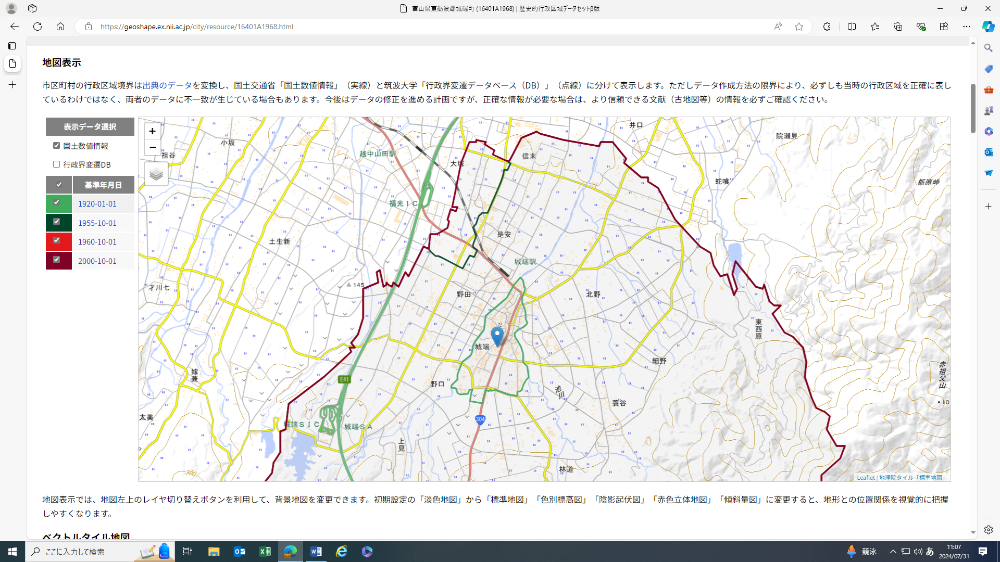 富山県東砺波郡城端町 (16401A1968) | 歴史的行政区域データセットβ版
https://geoshape.ex.nii.ac.jp/city/resource/16401A1968.html
地図表示
市区町村の行政区域境界は出典のデータを変換し、国土交通省「国土数値情報」（実線）と筑波大学「行政界変遷データベース（DB）」（点線）に分けて表示します。ただしデータ作成方法の限界により、必ずしも当時の行政区域を正確に表し
ているわけではなく、両者のデータに不一致が生じている場合もあります。今後はデータの修正を進める計画ですが、正確な情報が必要な場合は、より信頼できる文献（古地図等）の情報を必ずご確認ください。
表示データ選択
国土数値情報
行政界変遷DB
基準年月日
1920-01-01
1955-10-01
1960-10-01
2000-10-01
+
−
井口
院瀬見
小坂
祖谷
越中山田駅
信末
大塚
蛇喰
栃原峠
福光ＩＣ
是安
土生新
城端駅
才川七
145
野田
北野
東西原
城端
細野
嫁兼
赤祖父山
E41
野口
池川
蓑谷
10
太美
304
城端ＳＩＣ
城端ＳＡ
上見
林道
300
Leaflet | 地理院タイル「標準地図」
地図表示では、地図左上のレイヤ切り替えボタンを利用して、背景地図を変更できます。初期設定の「淡色地図」から「標準地図」「色別標高図」「陰影起伏図」「赤色立体地図」「傾斜量図」に変更すると、地形との位置関係を視覚的に把握
しやすくなります。
ベクトルタイル地図
ここに入力して検索
競泳
あ
11:07
2024/07/31